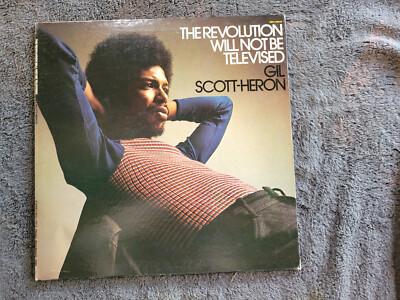 THE REVOLUTION
WILL NOT BE
TELEVISED
GIL
SCOTT-HERON